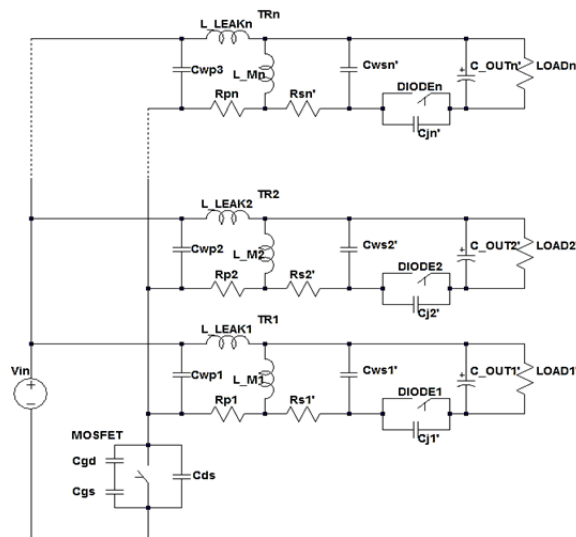 TRn
L_LEAKn
Cwp3
L_Mn
Cwsn'
C_OUTn'
LOADn
Rpn
Rsn'
DIODEn
Cjn'
TR2
L_LEAK2
Cwp2
L_M2
Cws2'
C_OUT2'
LOAD2'
Rp2
Rs2'
DIODE2
Cj2'
TR1
L_LEAK1
Vin
Cwp1
L_M1
Cws1'
C_OUT1'
LOAD1'
Rp1
Rs1'
DIODE1
Cj1'
MOSFET
Cgd
Cgs
Cds